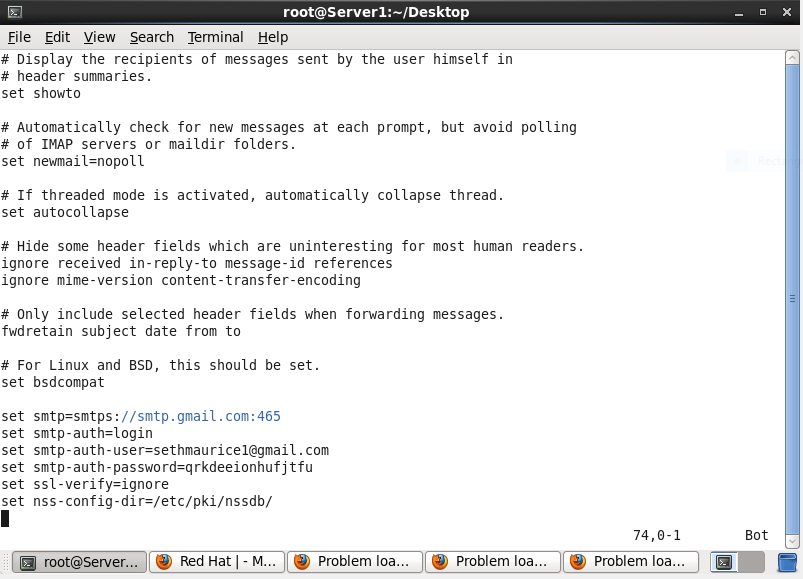 root@Server1:~/Desktop
File Edit View Search Terminal Help
# Display the recipients of messages sent by the user himself in
# header summaries.
set showto
# Automatically check for new messages at each prompt, but avoid polling
# of IMAP servers or maildir folders.
set newmail=nopoll
# If threaded mode is activated, automatically collapse thread.
set autocollapse
# Hide some header fields which are uninteresting for most human readers.
ignore received in-reply-to message-id references
ignore mime-version content-transfer-encoding
# Only include selected header fields when forwarding messages.
fwdretain subject date from to
# For Linux and BSD, this should be set.
set bsdcompat
set smtp=smtps://smtp.gmail.com:465
set smtp-auth=login
set smtp-auth-user=sethmaurice1@gmail.com
set smtp-auth-password=qrkdeeionhufjtfu
set ssl-verify=ignore
set nss-config-dir=/etc/pki/nssdb/
74,0-1 Bot
root@Server... Red Hat | - M... Problem loa... Problem loa... Problem loa...